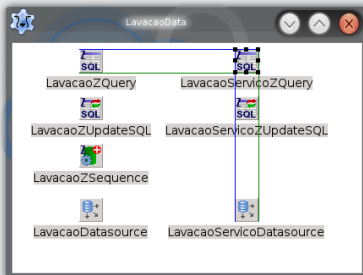 LavacaoData
SQL SQL
LavacaoZQuery LavacaoServicoZQuery
SQL SQL
LavacaoZUpdateSQL LavacaoServicoZUpdateSQL
LavacaoZSequence
LavacaoDatasource LavacaoServicoDatasource